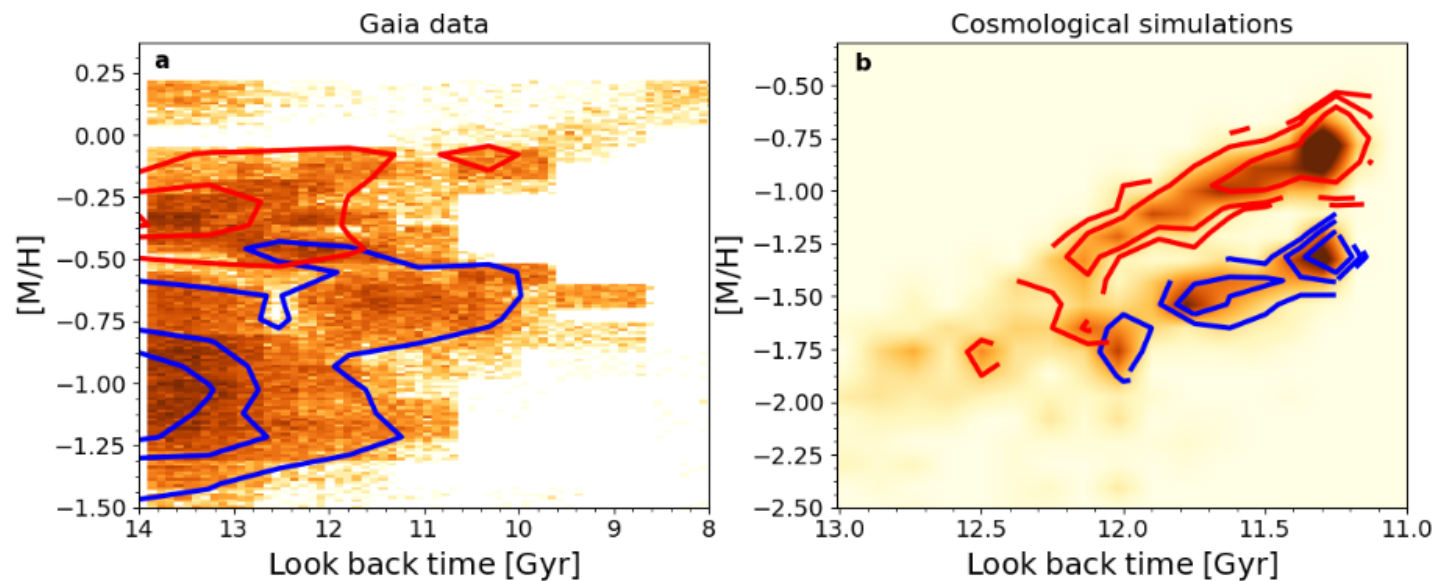 Gaia data
a
0.25
0.00
−0.25
−0.50
−0.75
−1.00
−1.25
−1.50
[M/H]
14 13 12 11 10 9 8
Look back time [Gyr]
Cosmological simulations
b
−0.50
−0.75
−1.00
−1.25
−1.50
−1.75
−2.00
−2.25
−2.50
[M/H]
13.0 12.5 12.0 11.5 11.0
Look back time [Gyr]